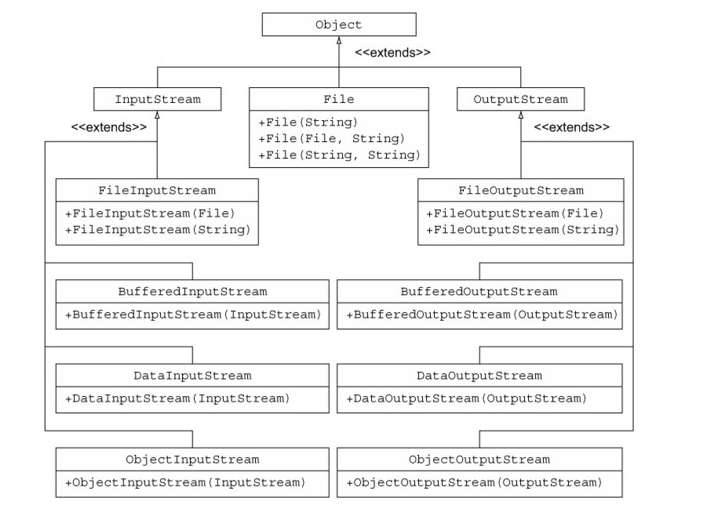 Object
<<extends>>
InputStream
File
OutputStream
+File(String)
+File(File, String)
+File(String, String)
<<extends>>
<<extends>>
FileInputStream
+FileInputStream(File)
+FileInputStream(String)
FileOutputStream
+FileOutputStream(File)
+FileOutputStream(String)
BufferedInputStream
+BufferedInputStream(InputStream)
BufferedOutputStream
+BufferedOutputStream(OutputStream)
DataInputStream
+DataInputStream(InputStream)
DataOutputStream
+DataOutputStream(OutputStream)
ObjectInputStream
+ObjectInputStream(InputStream)
ObjectOutputStream
+ObjectOutputStream(OutputStream)